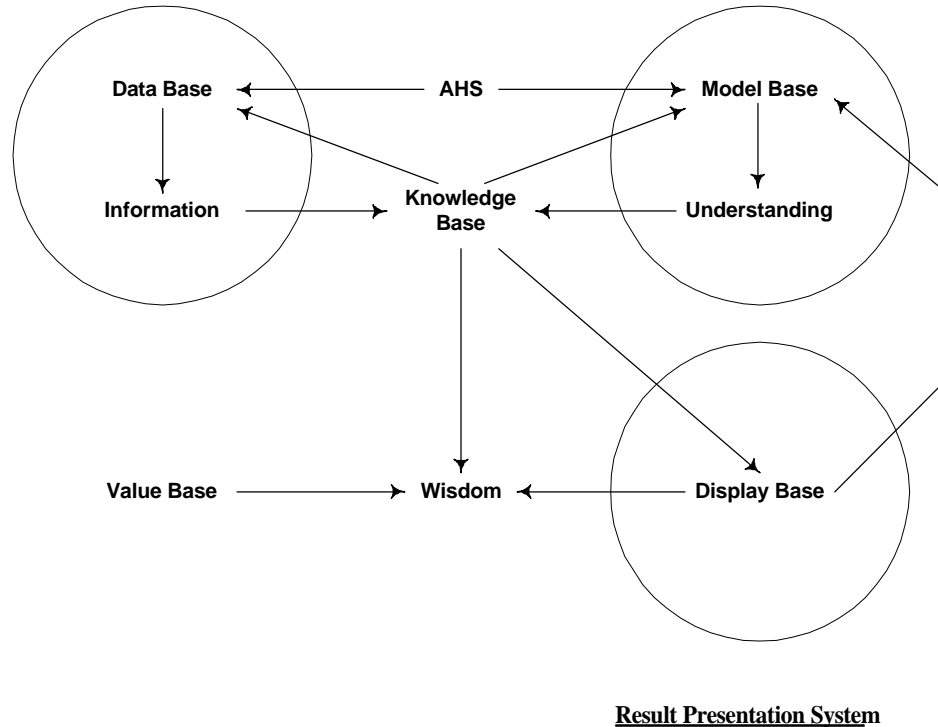 Data Base
AHS
Model Base
Information
Knowledge
Base
Understanding
Value Base
Wisdom
Display Base
Result Presentation System